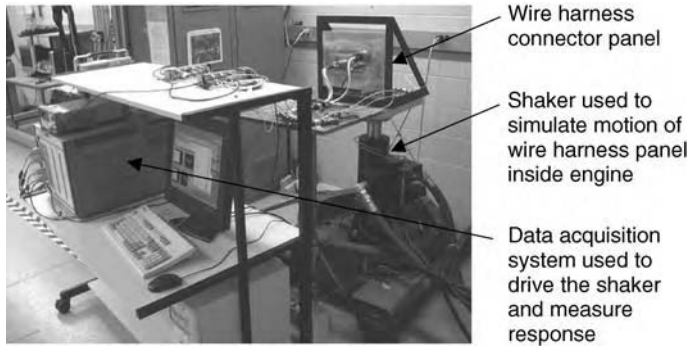 Wire harness
connector panel
Shaker used to
simulate motion of
wire harness panel
inside engine
Data acquisition
system used to
drive the shaker
and measure
response